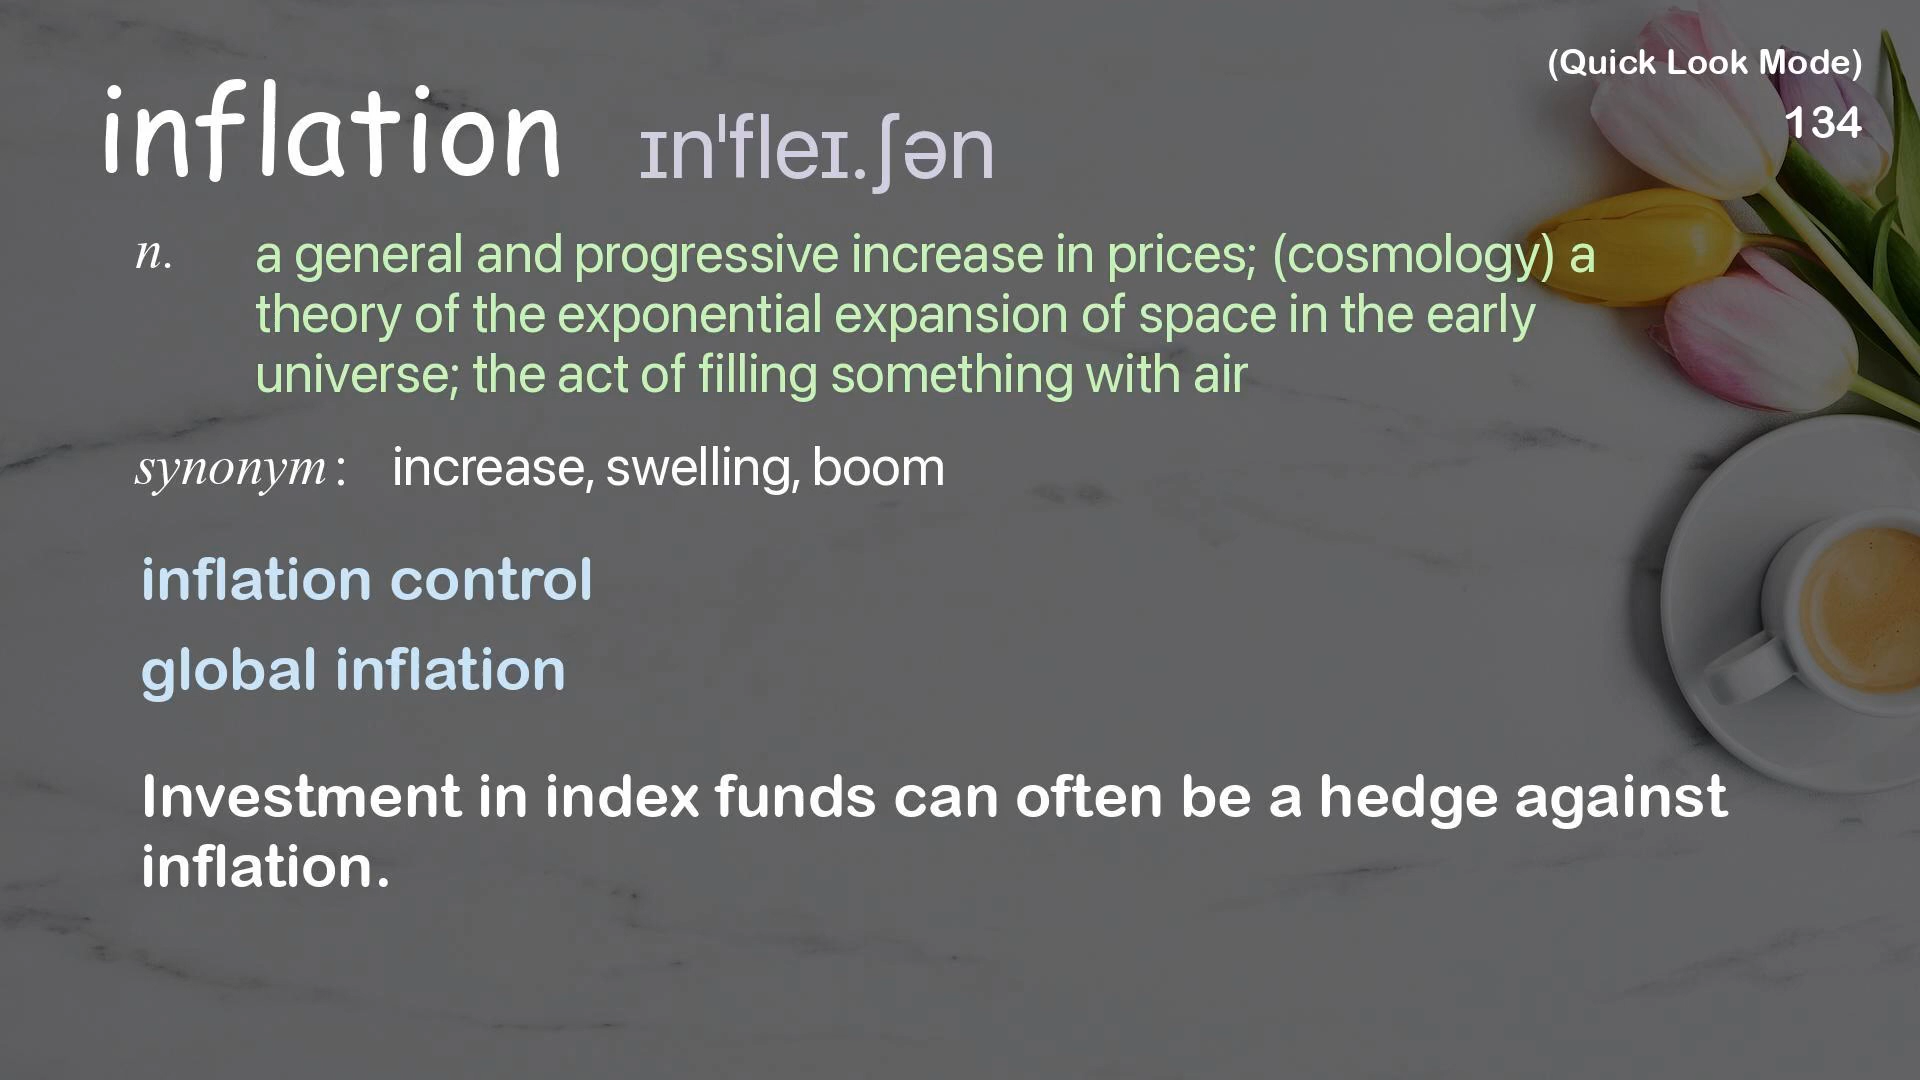 (Quick Look Mode)
134
inflation ɪnˈfleɪ.ʃən
n. a general and progressive increase in prices; (cosmology) a
theory of the exponential expansion of space in the early
universe; the act of filling something with air
synonym: increase, swelling, boom
inflation control
global inflation
Investment in index funds can often be a hedge against
inflation.